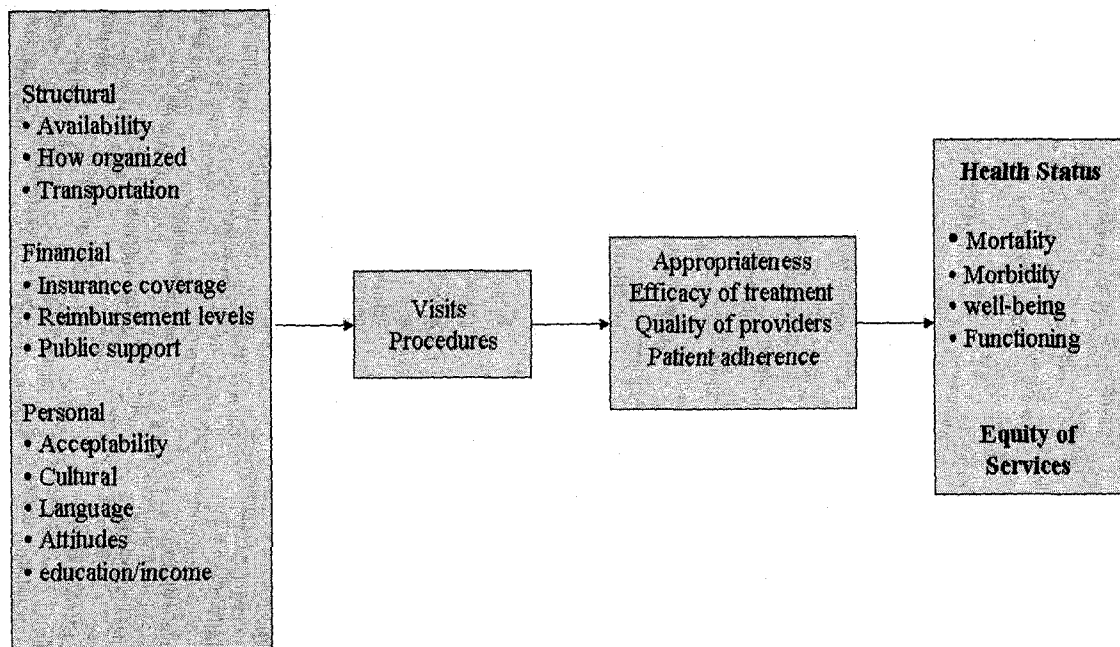 Structural
• Availability
• How organized
• Transportation
Financial
• Insurance coverage
• Reimbursement levels
• Public support
Personal
• Acceptability
• Cultural
• Language
• Attitudes
• education/income
Visits
Procedures
Appropriateness
Efficacy of treatment
Quality of providers
Patient adherence
Health Status
• Mortality
• Morbidity
• well-being
• Functioning
Equity of
Services